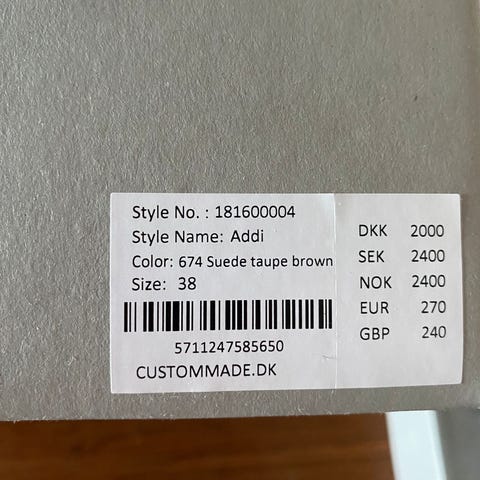 Style No. : 181600004
Style Name: Addi
Color: 674 Suede taupe brown
Size: 38
5711247585650
CUSTOMMADE.DK
DKK 2000
SEK 2400
NOK 2400
EUR 270
GBP 240